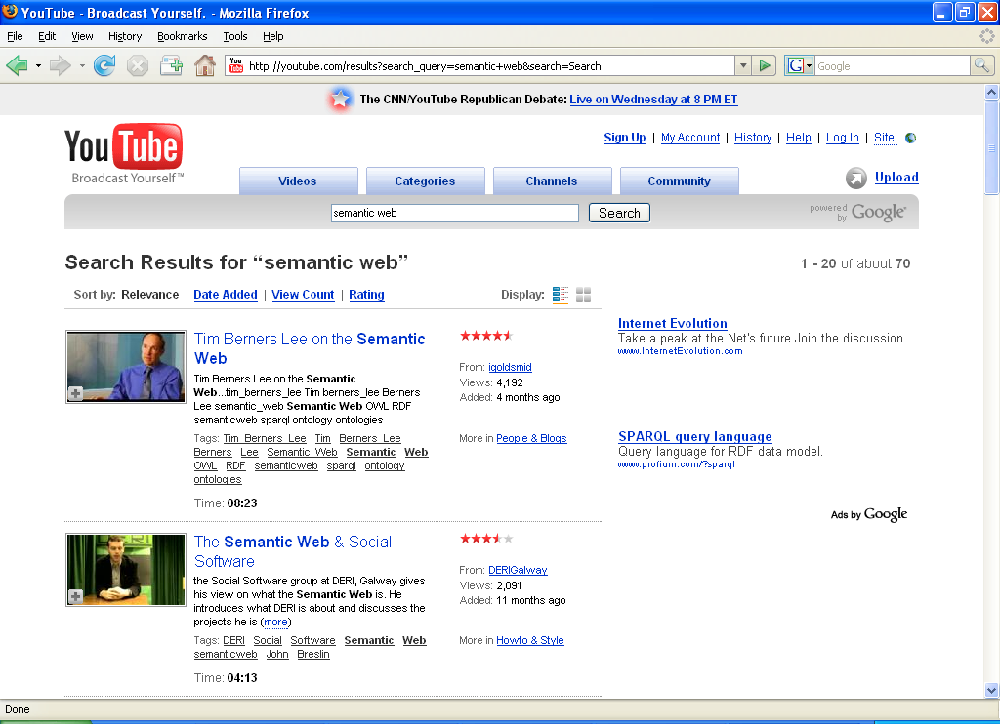 YouTube - Broadcast Yourself. - Mozilla Firefox
File Edit View History Bookmarks Tools Help
You Tube http://youtube.com/results?search_query=semantic+web&search=Search G Google
The CNN/YouTube Republican Debate: Live on Wednesday at 8 PM ET
You Tube
Broadcast Yourself™
Sign Up | My Account | History | Help | Log In | Site:
Videos Categories Channels Community Upload
semantic web Search powered by Google
Search Results for “semantic web” 1 - 20 of about 70
Sort by: Relevance | Date Added | View Count | Rating Display:
Tim Berners Lee on the Semantic
Web
Tim Berners Lee on the Semantic
Web...tim_berners_lee Tim berners_lee Berners
Lee semantic_web Semantic Web OWL RDF
semanticweb sparql ontology ontologies
Tags: Tim_Berners_Lee Tim Berners_Lee
Berners Lee Semantic_Web Semantic Web
OWL RDF semanticweb sparql ontology
ontologies
Time: 08:23
From: igoldsmid
Views: 4,192
Added: 4 months ago
More in People & Blogs
The Semantic Web & Social
Software
the Social Software group at DERI, Galway gives
his view on what the Semantic Web is. He
introduces what DERI is about and discusses the
projects he is (more)
Tags: DERI Social Software Semantic Web
semanticweb John Breslin
Time: 04:13
From: DERIGalway
Views: 2,091
Added: 11 months ago
More in Howto & Style
Internet Evolution
Take a peak at the Net's future Join the discussion
www.InternetEvolution.com
SPARQL query language
Query language for RDF data model.
www.profium.com/?sparql
Ads by Google
Done